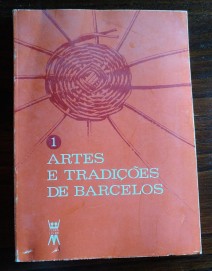 1
ARTES
E TRADIÇÕES
DE BARCELOS